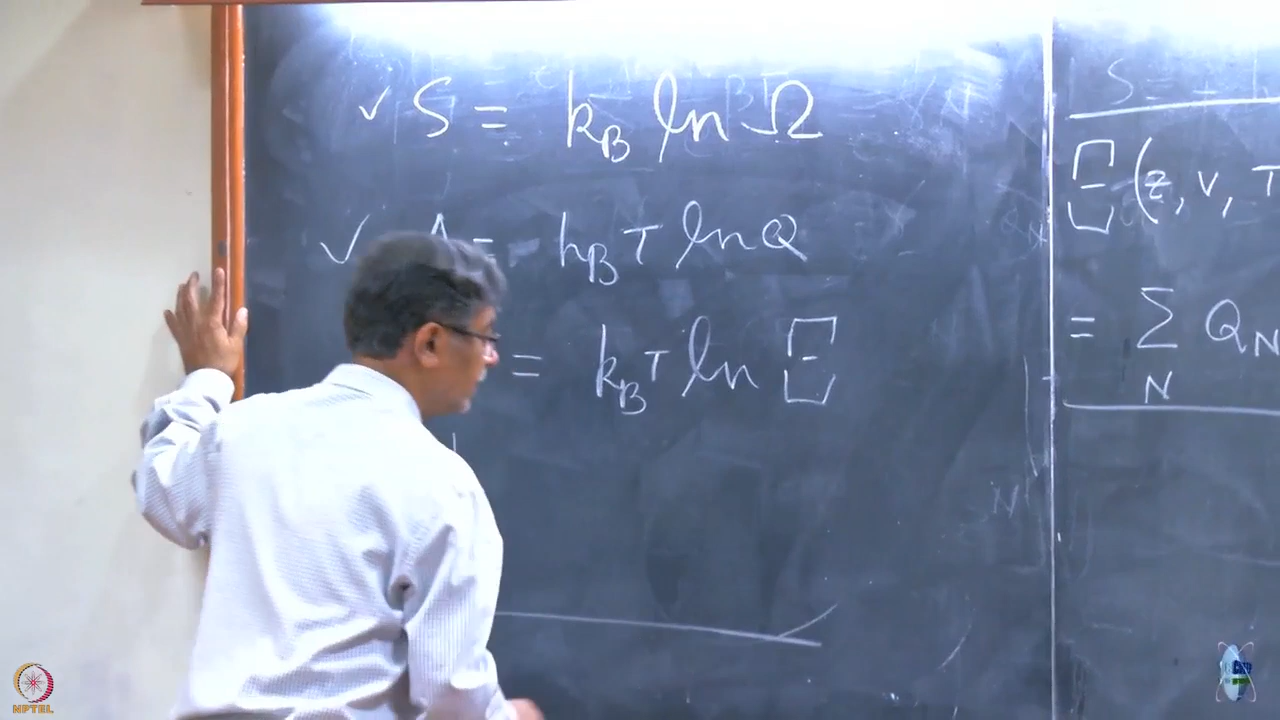 ✓ S = k_B ln Ω
✓ A = - k_B T ln Q
= k_B T ln Ξ
S = - k
Ξ (z, V, T
= Σ_N Q_N
NPTEL